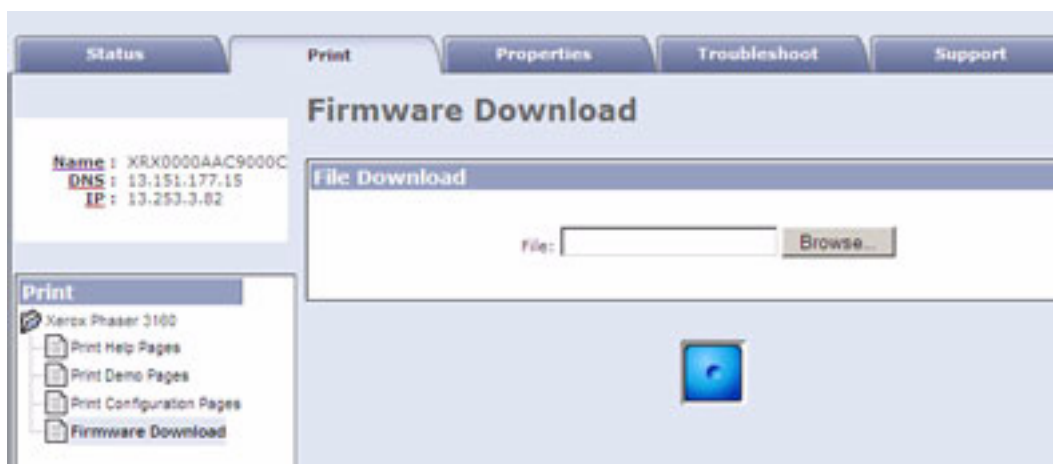 Status Print Properties Troubleshoot Support
Firmware Download
Name : XRX0000AAC9000C
DNS : 13.151.177.15
IP : 13.253.3.82
File Download
File: Browse...
Print
Xerox Phaser 3160
Print Help Pages
Print Demo Pages
Print Configuration Pages
Firmware Download